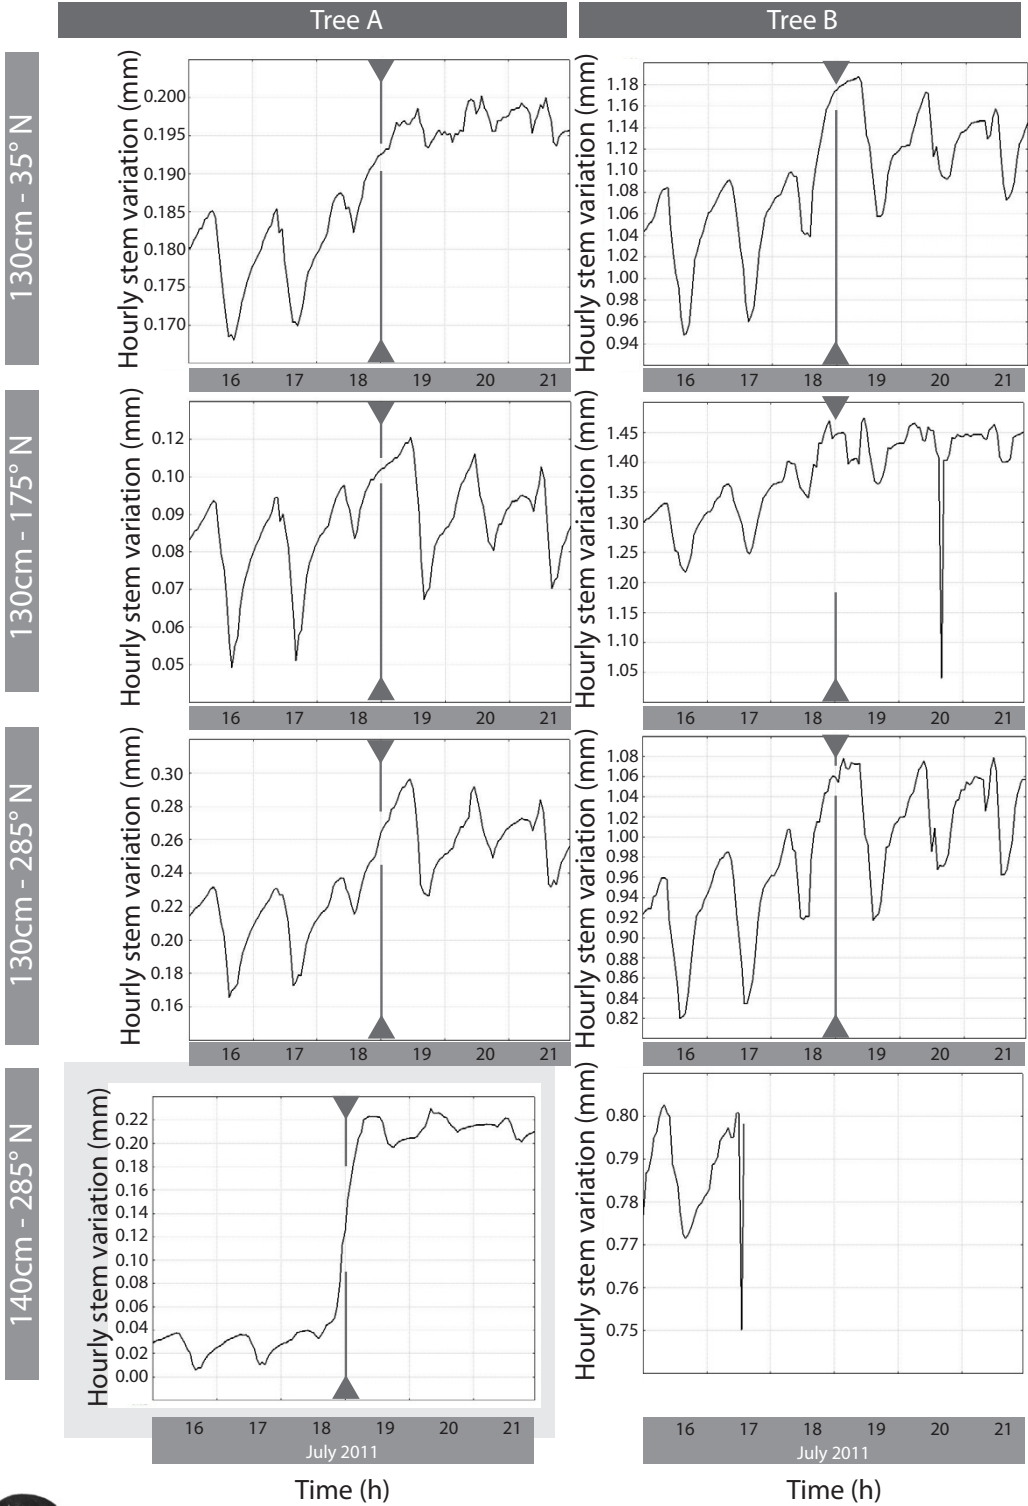 Tree A
Tree B
130cm - 35° N
Hourly stem variation (mm)
0.200
0.195
0.190
0.185
0.180
0.175
0.170
16 17 18 19 20 21
Hourly stem variation (mm)
1.18
1.16
1.14
1.12
1.10
1.08
1.06
1.04
1.02
1.00
0.98
0.96
0.94
16 17 18 19 20 21
130cm - 175° N
Hourly stem variation (mm)
0.12
0.10
0.09
0.08
0.07
0.06
0.05
16 17 18 19 20 21
Hourly stem variation (mm)
1.45
1.40
1.35
1.30
1.25
1.20
1.15
1.10
1.05
16 17 18 19 20 21
130cm - 285° N
Hourly stem variation (mm)
0.30
0.28
0.26
0.24
0.22
0.20
0.18
0.16
16 17 18 19 20 21
Hourly stem variation (mm)
1.08
1.06
1.04
1.02
1.00
0.98
0.96
0.94
0.92
0.90
0.88
0.86
0.84
0.82
16 17 18 19 20 21
140cm - 285° N
Hourly stem variation (mm)
0.22
0.20
0.18
0.16
0.14
0.12
0.10
0.08
0.06
0.04
0.02
0.00
16 17 18 19 20 21
July 2011
Time (h)
Hourly stem variation (mm)
0.80
0.79
0.78
0.77
0.76
0.75
16 17 18 19 20 21
July 2011
Time (h)